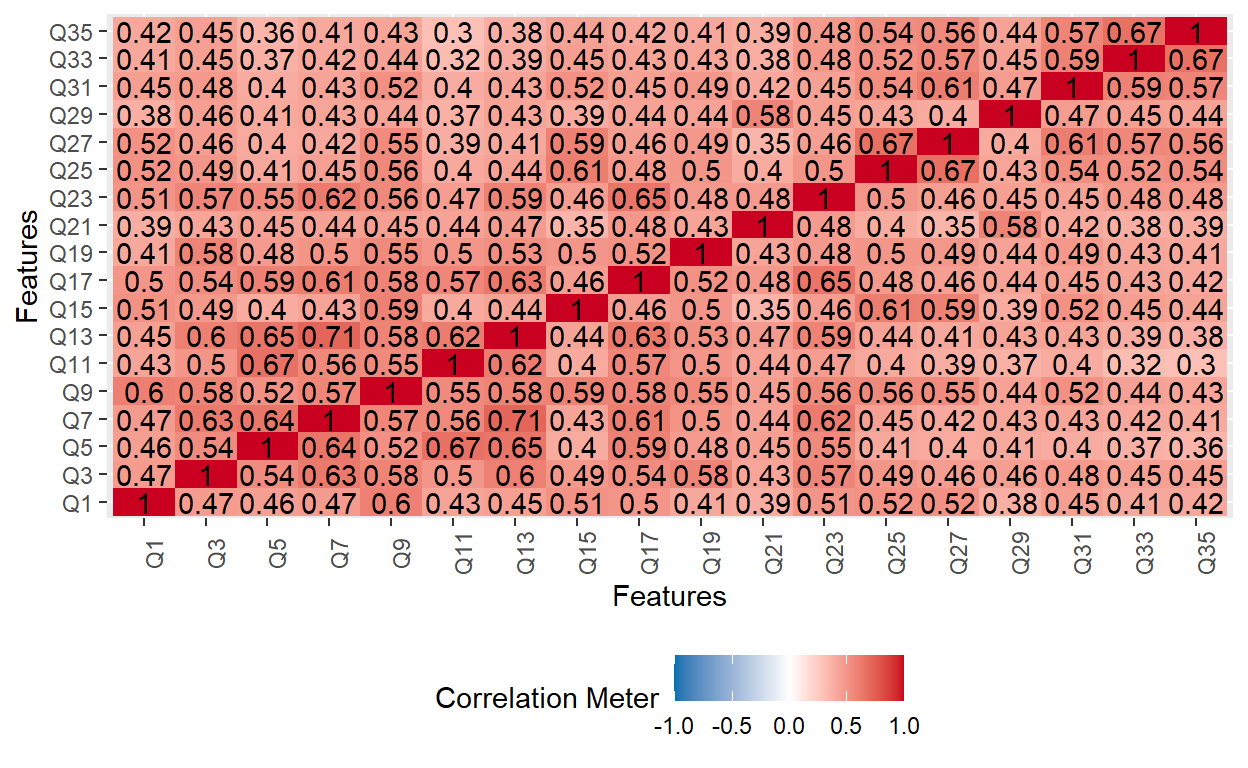 Q35 0.42 0.45 0.36 0.41 0.43 0.3 0.38 0.44 0.42 0.41 0.39 0.48 0.54 0.56 0.44 0.57 0.67 1
Q33 0.41 0.45 0.37 0.42 0.44 0.32 0.39 0.45 0.43 0.43 0.38 0.48 0.52 0.57 0.45 0.59 1 0.67
Q31 0.45 0.48 0.4 0.43 0.52 0.4 0.43 0.52 0.45 0.49 0.42 0.45 0.54 0.61 0.47 1 0.59 0.57
Q29 0.38 0.46 0.41 0.43 0.44 0.37 0.43 0.39 0.44 0.44 0.58 0.45 0.43 0.4 1 0.47 0.45 0.44
Q27 0.52 0.46 0.4 0.42 0.55 0.39 0.41 0.59 0.46 0.49 0.35 0.46 0.67 1 0.4 0.61 0.57 0.56
Q25 0.52 0.49 0.41 0.45 0.56 0.4 0.44 0.61 0.48 0.5 0.4 0.5 1 0.67 0.43 0.54 0.52 0.54
Q23 0.51 0.57 0.55 0.62 0.56 0.47 0.59 0.46 0.65 0.48 0.48 1 0.5 0.46 0.45 0.45 0.48 0.48
Q21 0.39 0.43 0.45 0.44 0.45 0.44 0.47 0.35 0.48 0.43 1 0.48 0.4 0.35 0.58 0.42 0.38 0.39
Q19 0.41 0.58 0.48 0.5 0.55 0.5 0.53 0.5 0.52 1 0.43 0.48 0.5 0.49 0.44 0.49 0.43 0.41
Q17 0.5 0.54 0.59 0.61 0.58 0.57 0.63 0.46 1 0.52 0.48 0.65 0.48 0.46 0.44 0.45 0.43 0.42
Q15 0.51 0.49 0.4 0.43 0.59 0.4 0.44 1 0.46 0.5 0.35 0.46 0.61 0.59 0.39 0.52 0.45 0.44
Q13 0.45 0.6 0.65 0.71 0.58 0.62 1 0.44 0.63 0.53 0.47 0.59 0.44 0.41 0.43 0.43 0.39 0.38
Q11 0.43 0.5 0.67 0.56 0.55 1 0.62 0.4 0.57 0.5 0.44 0.47 0.4 0.39 0.37 0.4 0.32 0.3
Q9 0.6 0.58 0.52 0.57 1 0.55 0.58 0.59 0.58 0.55 0.45 0.56 0.56 0.55 0.44 0.52 0.44 0.43
Q7 0.47 0.63 0.64 1 0.57 0.56 0.71 0.43 0.61 0.5 0.44 0.62 0.45 0.42 0.43 0.43 0.42 0.41
Q5 0.46 0.54 1 0.64 0.52 0.67 0.65 0.4 0.59 0.48 0.45 0.55 0.41 0.4 0.41 0.4 0.37 0.36
Q3 0.47 1 0.54 0.63 0.58 0.5 0.6 0.49 0.54 0.58 0.43 0.57 0.49 0.46 0.46 0.48 0.45 0.45
Q1 1 0.47 0.46 0.47 0.6 0.43 0.45 0.51 0.5 0.41 0.39 0.51 0.52 0.52 0.38 0.45 0.41 0.42
Features
Q1 Q3 Q5 Q7 Q9 Q11 Q13 Q15 Q17 Q19 Q21 Q23 Q25 Q27 Q29 Q31 Q33 Q35
Features
Correlation Meter
-1.0 -0.5 0.0 0.5 1.0